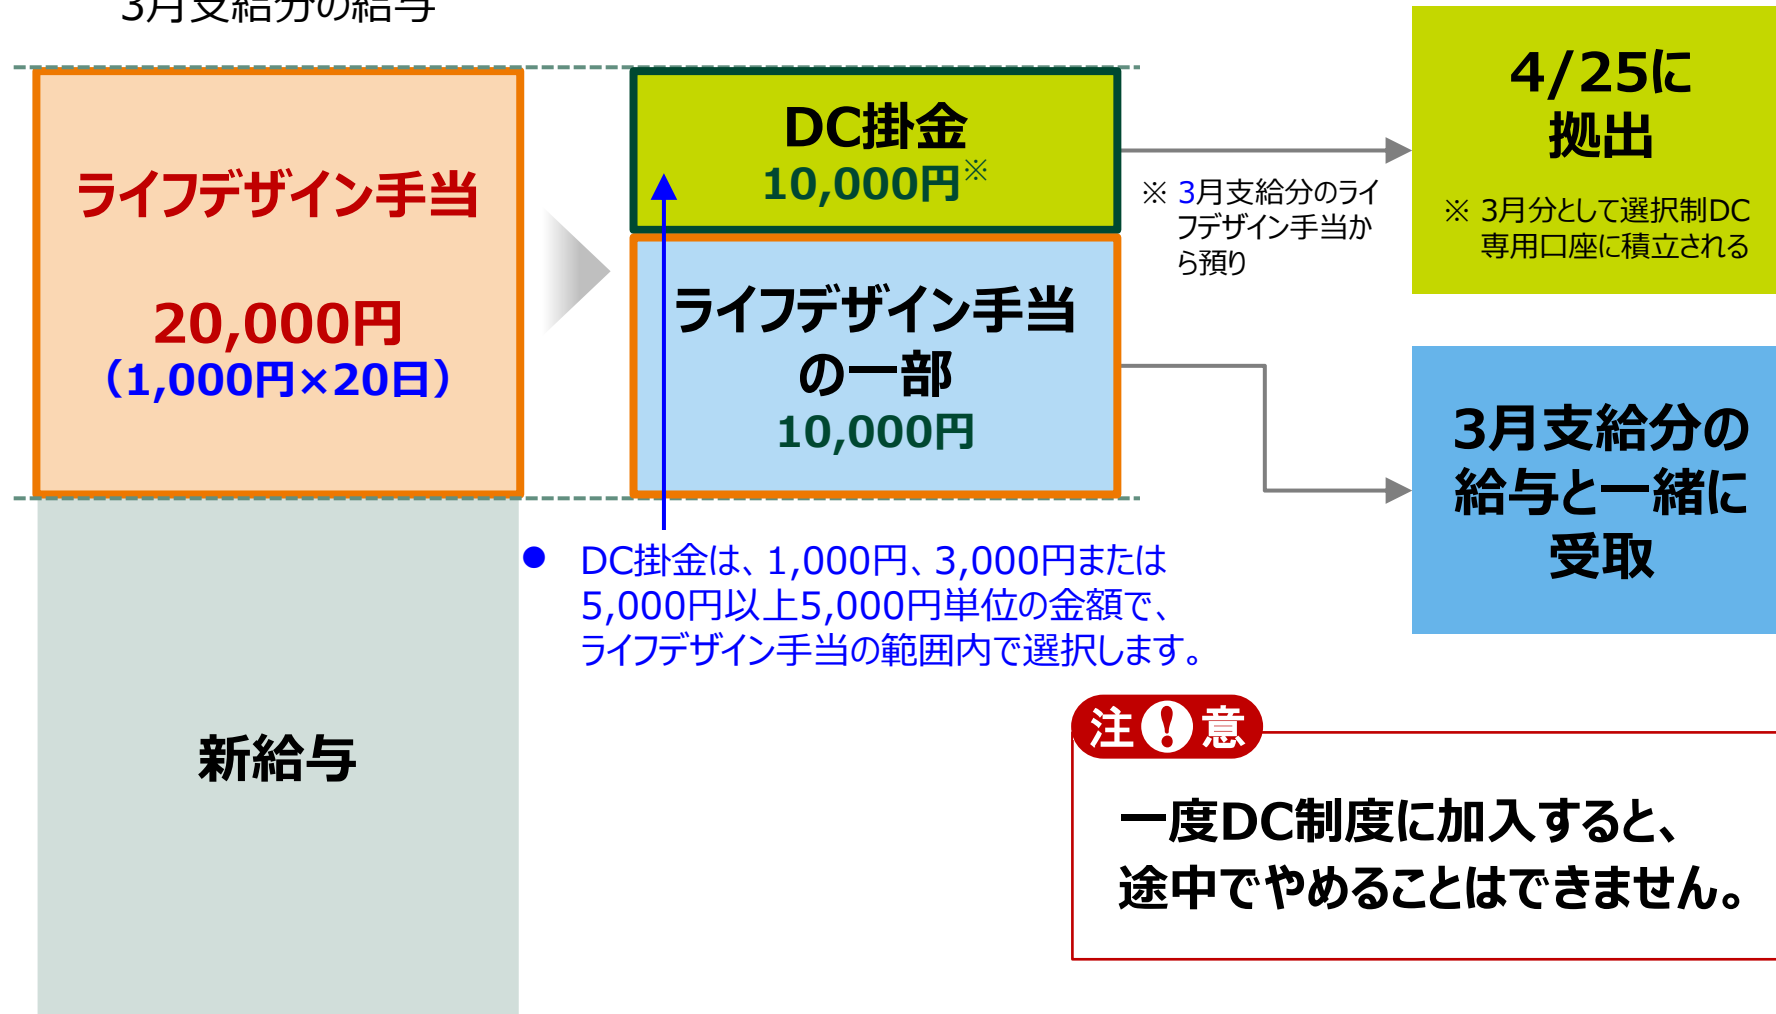 3月支給分の給与
ライフデザイン手当
20,000円
（1,000円×20日）
新給与
DC掛金
10,000円※
ライフデザイン手当
の一部
10,000円
※ 3月支給分のライ
フデザイン手当か
ら預り
4/25に
拠出
※ 3月分として選択制DC
専用口座に積立される
3月支給分の
給与と一緒に
受取
● DC掛金は、1,000円、3,000円または
5,000円以上5,000円単位の金額で、
ライフデザイン手当の範囲内で選択します。
注!意
一度DC制度に加入すると、
途中でやめることはできません。